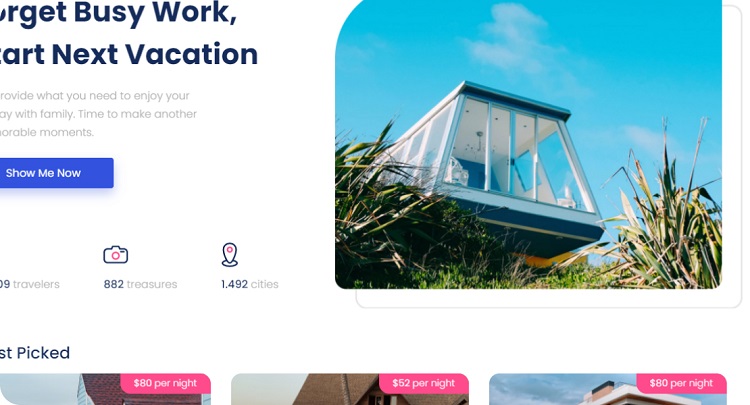 orget Busy Work,
tart Next Vacation
rovide what you need to enjoy your
ay with family. Time to make another
orable moments.
Show Me Now
09 travelers
882 treasures
1.492 cities
st Picked
$80 per night
$52 per night
$80 per night